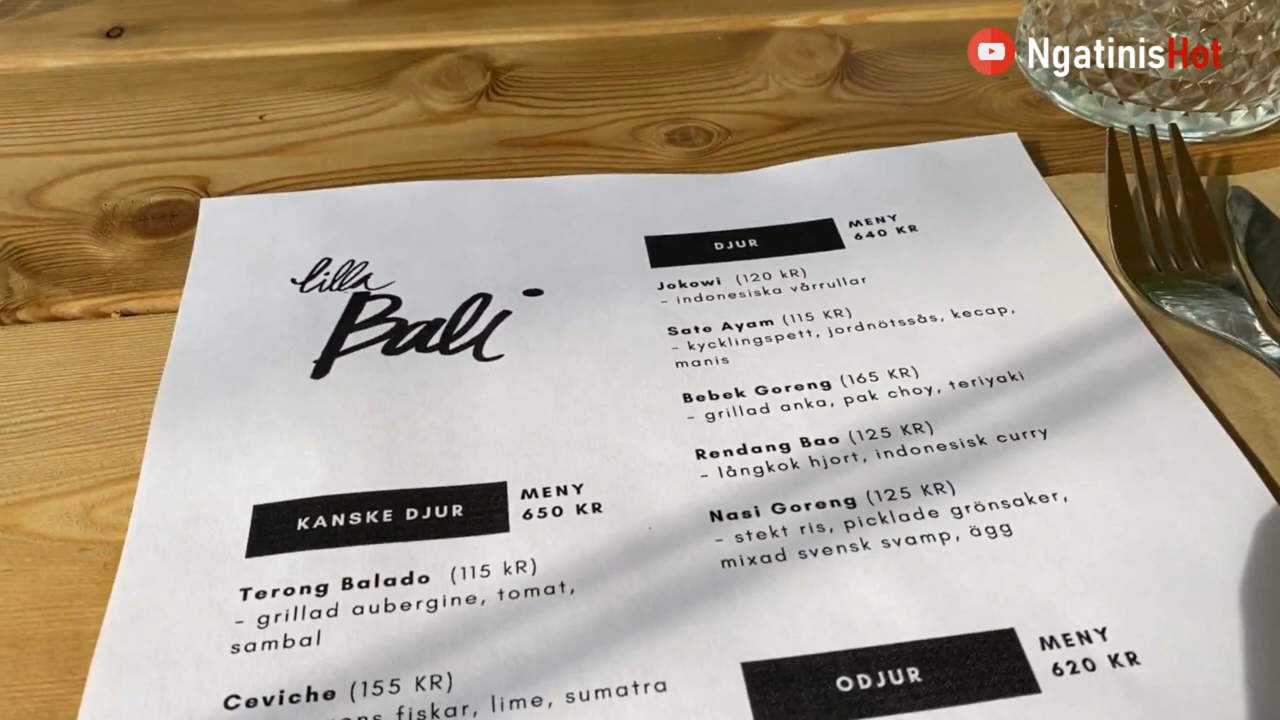 NgatinisHot
lilla
Bali
KANSKE DJUR
MENY
650 KR
Terong Balado (115 kR)
– grillad aubergine, tomat,
sambal
Ceviche (155 KR)
fiskar, lime, sumatra
DJUR
MENY
640 KR
Jokowi (120 kR)
– indonesiska vårrullar
Sate Ayam (115 KR)
– kycklingspett, jordnötssås, kecap,
manis
Bebek Goreng (165 KR)
– grillad anka, pak choy, teriyaki
Rendang Bao (125 KR)
– långkok hjort, indonesisk curry
Nasi Goreng (125 KR)
– stekt ris, picklade grönsaker,
mixad svensk svamp, ägg
ODJUR
MENY
620 KR